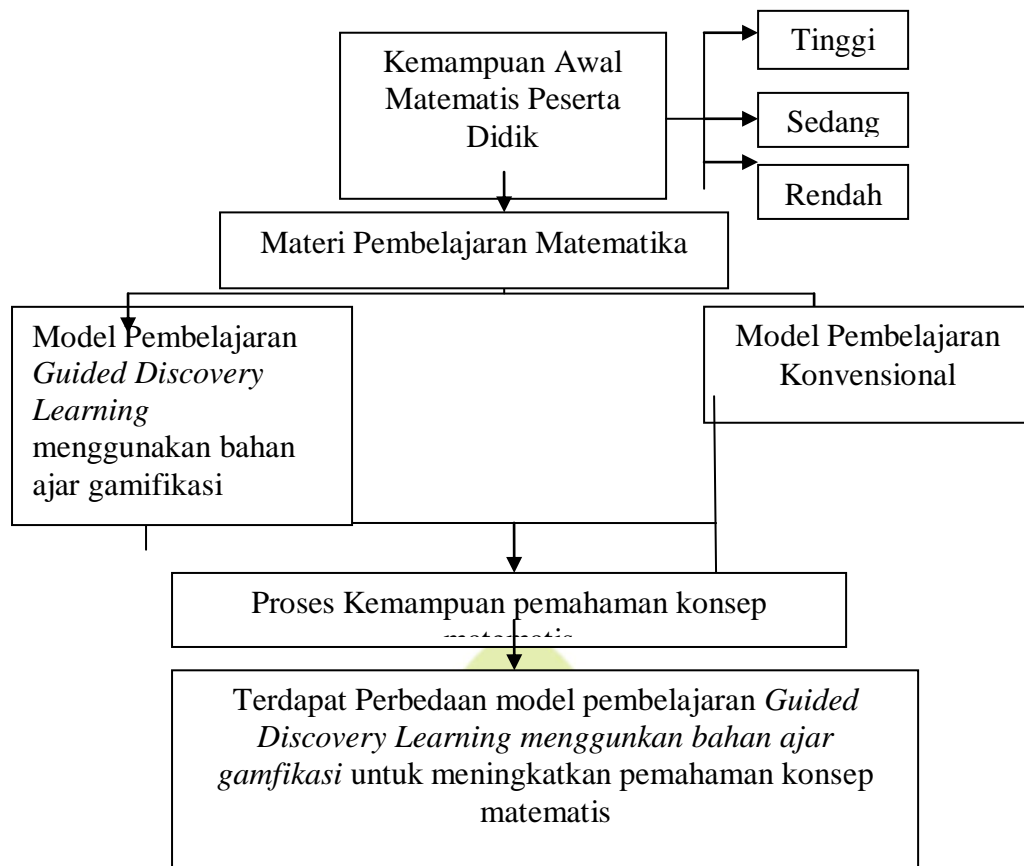 Kemampuan Awal
Matematis Peserta
Didik
Tinggi
Sedang
Rendah
Materi Pembelajaran Matematika
Model Pembelajaran
Guided Discovery
Learning
menggunakan bahan
ajar gamifikasi
Model Pembelajaran
Konvensional
Proses Kemampuan pemahaman konsep
Terdapat Perbedaan model pembelajaran Guided
Discovery Learning menggunkan bahan ajar
gamfikasi untuk meningkatkan pemahaman konsep
matematis